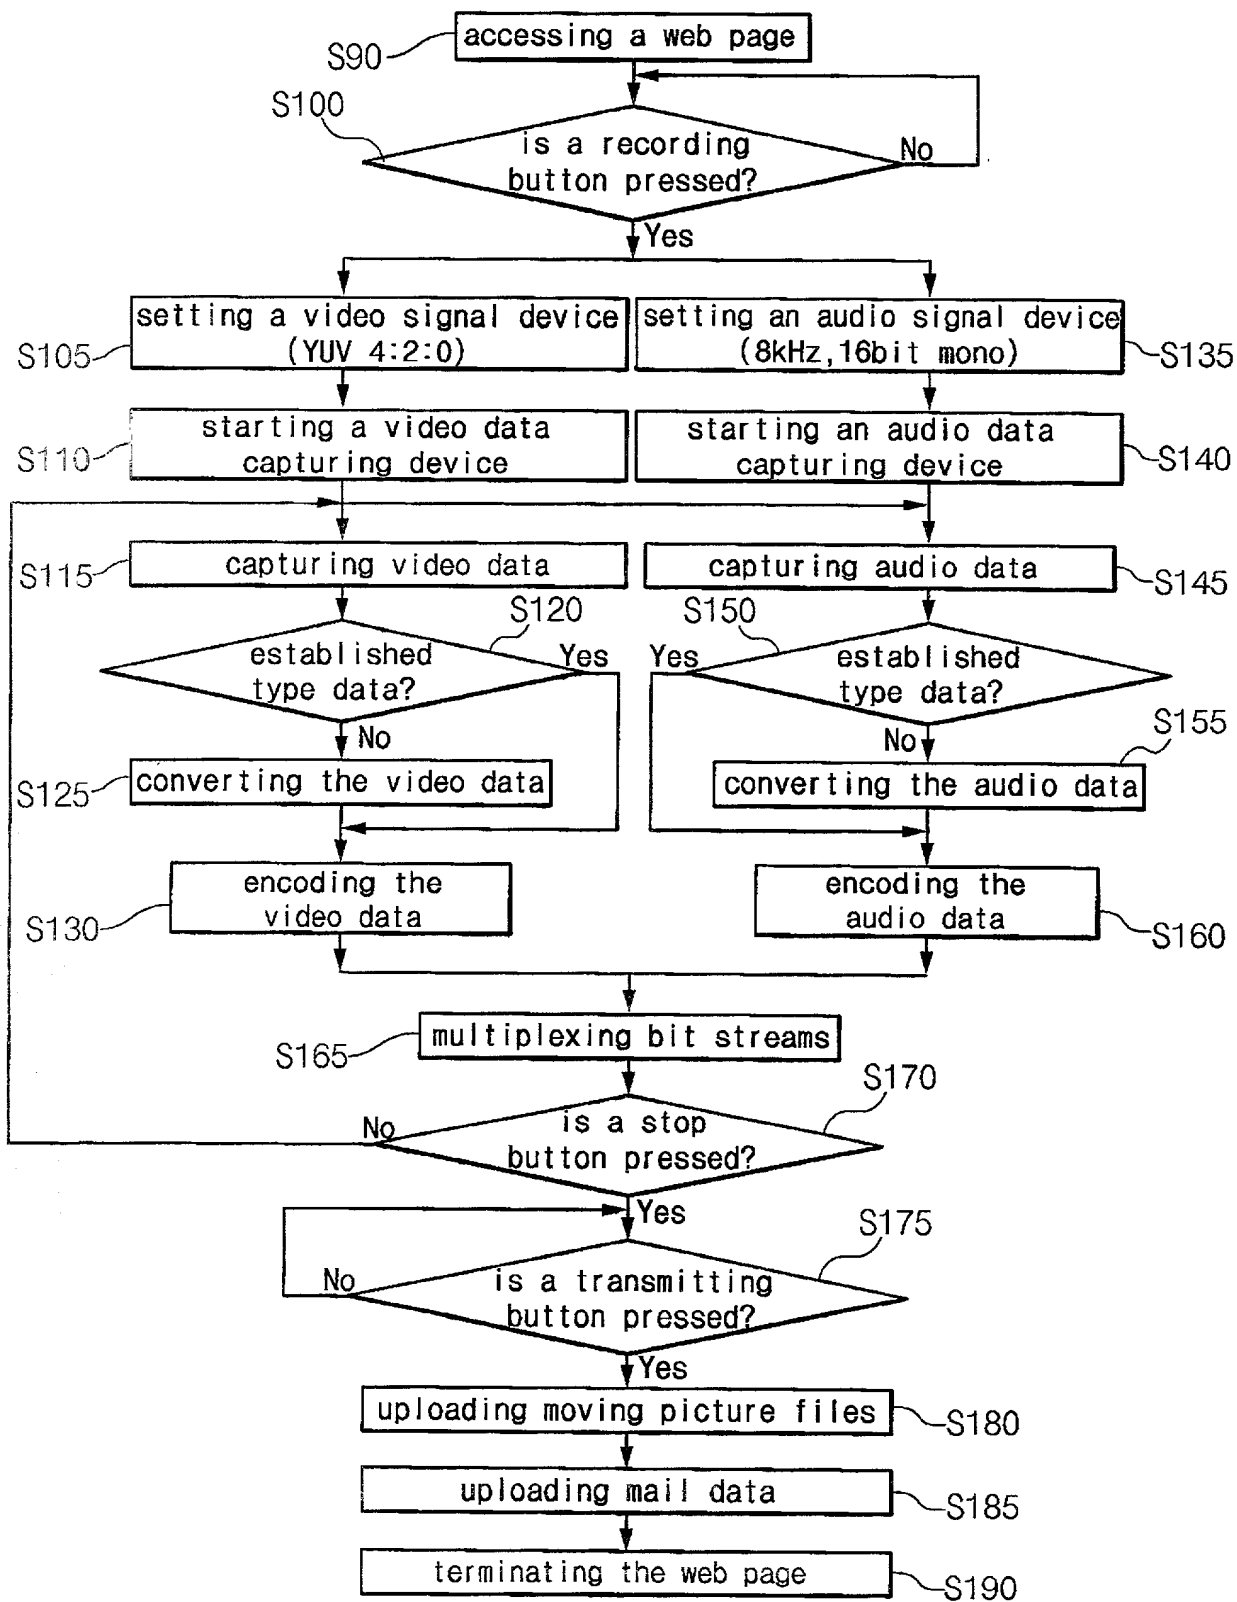 accessing a web page
S90
S100
is a recording
button pressed?
No
Yes
setting a video signal device
(YUV 4:2:0)
S105
setting an audio signal device
(8kHz,16bit mono)
S135
starting a video data
capturing device
S110
starting an audio data
capturing device
S140
capturing video data
S115
capturing audio data
S145
S120
established
type data?
Yes
No
S150
established
type data?
Yes
No
S155
converting the video data
S125
converting the audio data
encoding the
video data
S130
encoding the
audio data
S160
multiplexing bit streams
S165
S170
is a stop
button pressed?
No
Yes
S175
is a transmitting
button pressed?
No
Yes
uploading moving picture files
S180
uploading mail data
S185
terminating the web page
S190